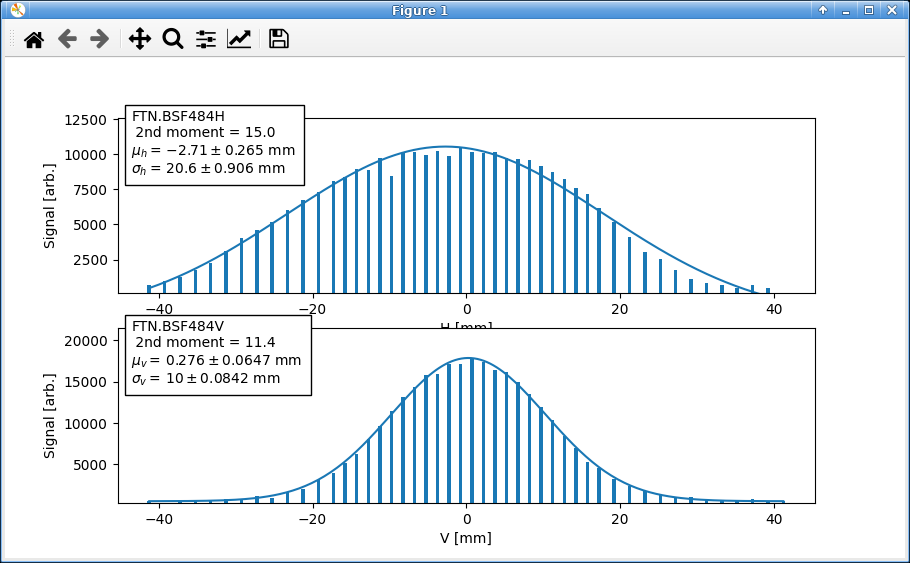 Figure 1
FTN.BSF484H
2nd moment = 15.0
μh = −2.71 ± 0.265 mm
σh = 20.6 ± 0.906 mm
12500
10000
7500
5000
2500
Signal [arb.]
−40 −20 0 20 40
H [mm]
FTN.BSF484V
2nd moment = 11.4
μv = 0.276 ± 0.0647 mm
σv = 10 ± 0.0842 mm
20000
15000
10000
5000
Signal [arb.]
−40 −20 0 20 40
V [mm]